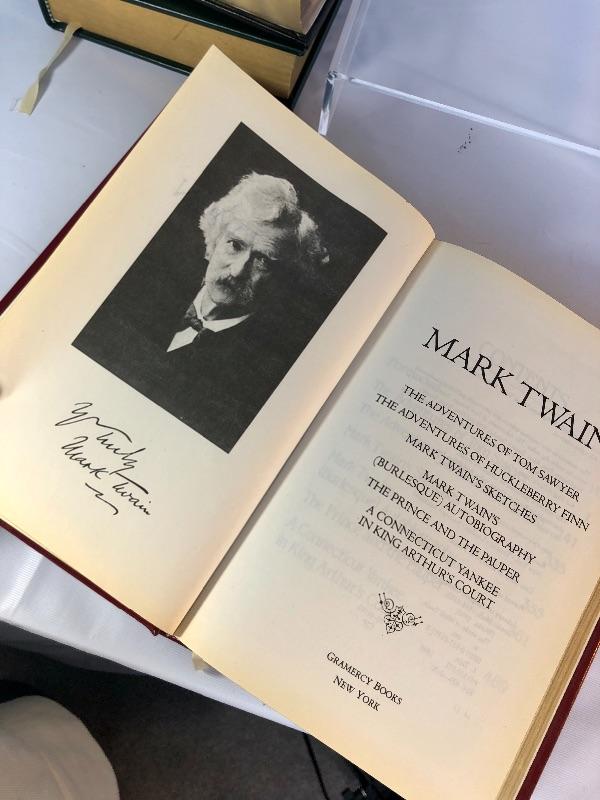 Yr truly
Mark Twain
MARK TWAIN
THE ADVENTURES OF TOM SAWYER
THE ADVENTURES OF HUCKLEBERRY FINN
MARK TWAIN'S SKETCHES
MARK TWAIN'S
(BURLESQUE) AUTOBIOGRAPHY
THE PRINCE AND THE PAUPER
A CONNECTICUT YANKEE
IN KING ARTHUR'S COURT
GRAMERCY BOOKS
NEW YORK